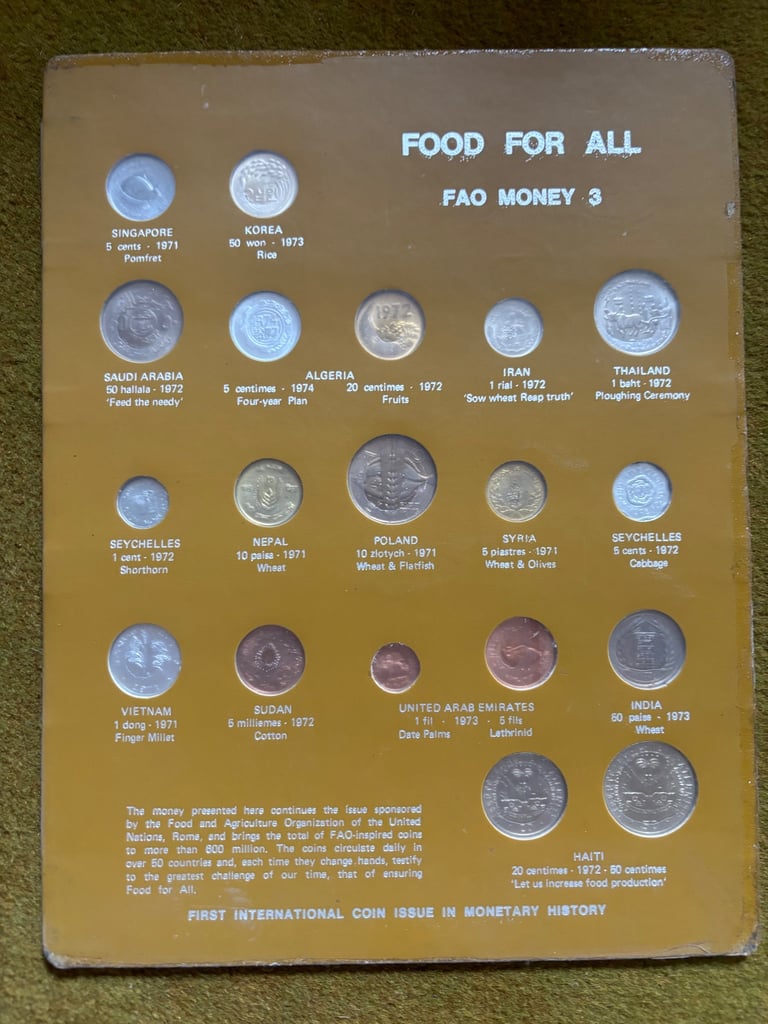 FOOD FOR ALL
FAO MONEY 3
SINGAPORE
5 cents - 1971
Pomfret
KOREA
50 won - 1973
Rice
1972
SAUDI ARABIA
50 hallala - 1972
'Feed the needy'
ALGERIA
5 centimes - 1974
Four-year Plan
20 centimes - 1972
Fruits
IRAN
1 rial - 1972
'Sow wheat Reap truth'
THAILAND
1 baht - 1972
Ploughing Ceremony
SEYCHELLES
1 cent - 1972
Shorthorn
NEPAL
10 paisa - 1971
Wheat
POLAND
10 zlotych - 1971
Wheat & Flatfish
SYRIA
5 piastres - 1971
Wheat & Olives
SEYCHELLES
5 cents - 1972
Cabbage
VIETNAM
1 dong - 1971
Finger Millet
SUDAN
5 milliemes - 1972
Cotton
UNITED ARAB EMIRATES
1 fil - 1973 - 5 fils
Date Palms Lethrinid
INDIA
50 paise - 1973
Wheat
HAITI
20 centimes - 1972 - 50 centimes
'Let us increase food production'
The money presented here continues the issue sponsored
by the Food and Agriculture Organization of the United
Nations, Rome, and brings the total of FAO-inspired coins
to more than 600 million. The coins circulate daily in
over 50 countries and, each time they change hands, testify
to the greatest challenge of our time, that of ensuring
Food for All.
FIRST INTERNATIONAL COIN ISSUE IN MONETARY HISTORY